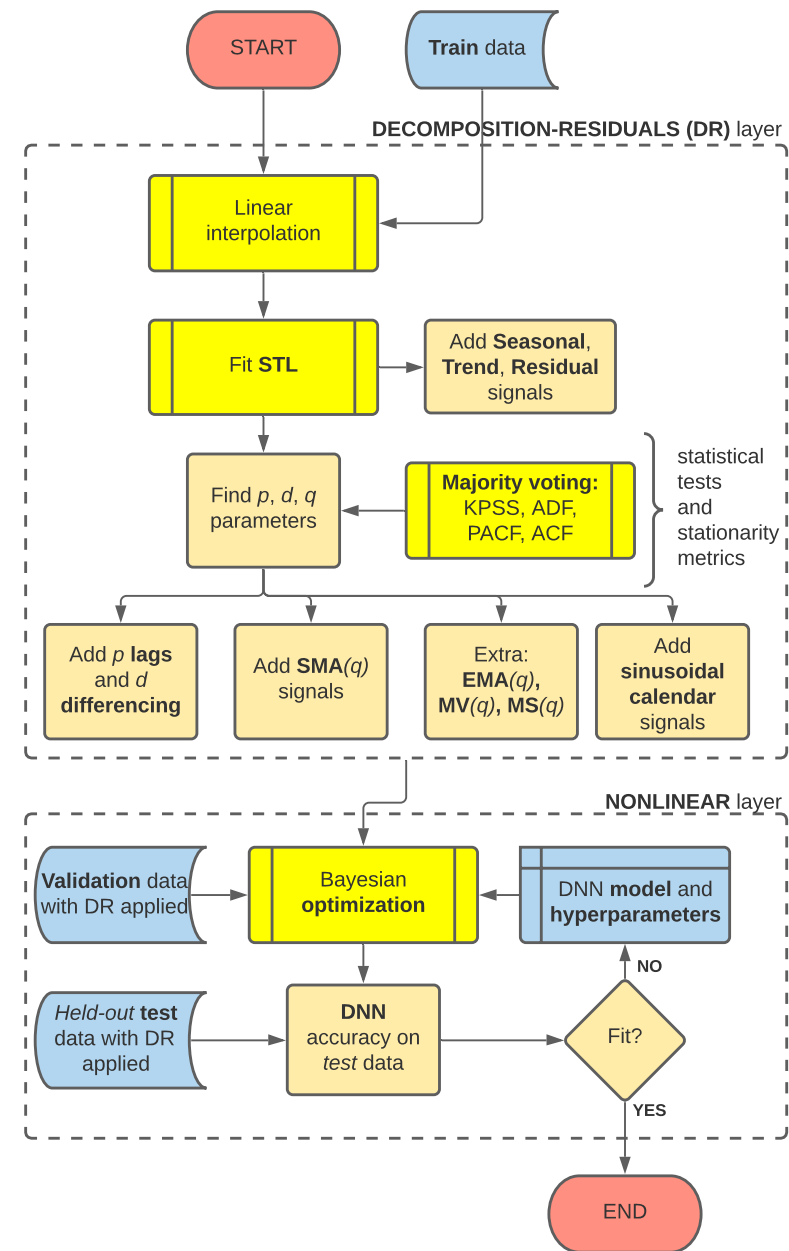 START
Train data
DECOMPOSITION-RESIDUALS (DR) layer
Linear
interpolation
Fit STL
Add Seasonal,
Trend, Residual
signals
Find p, d, q
parameters
Majority voting:
KPSS, ADF,
PACF, ACF
statistical
tests
and
stationarity
metrics
Add p lags
and d
differencing
Add SMA(q)
signals
Extra:
EMA(q),
MV(q), MS(q)
Add
sinusoidal
calendar
signals
NONLINEAR layer
Validation data
with DR applied
Bayesian
optimization
DNN model and
hyperparameters
NO
Held-out test
data with DR
applied
DNN
accuracy on
test data
Fit?
YES
END